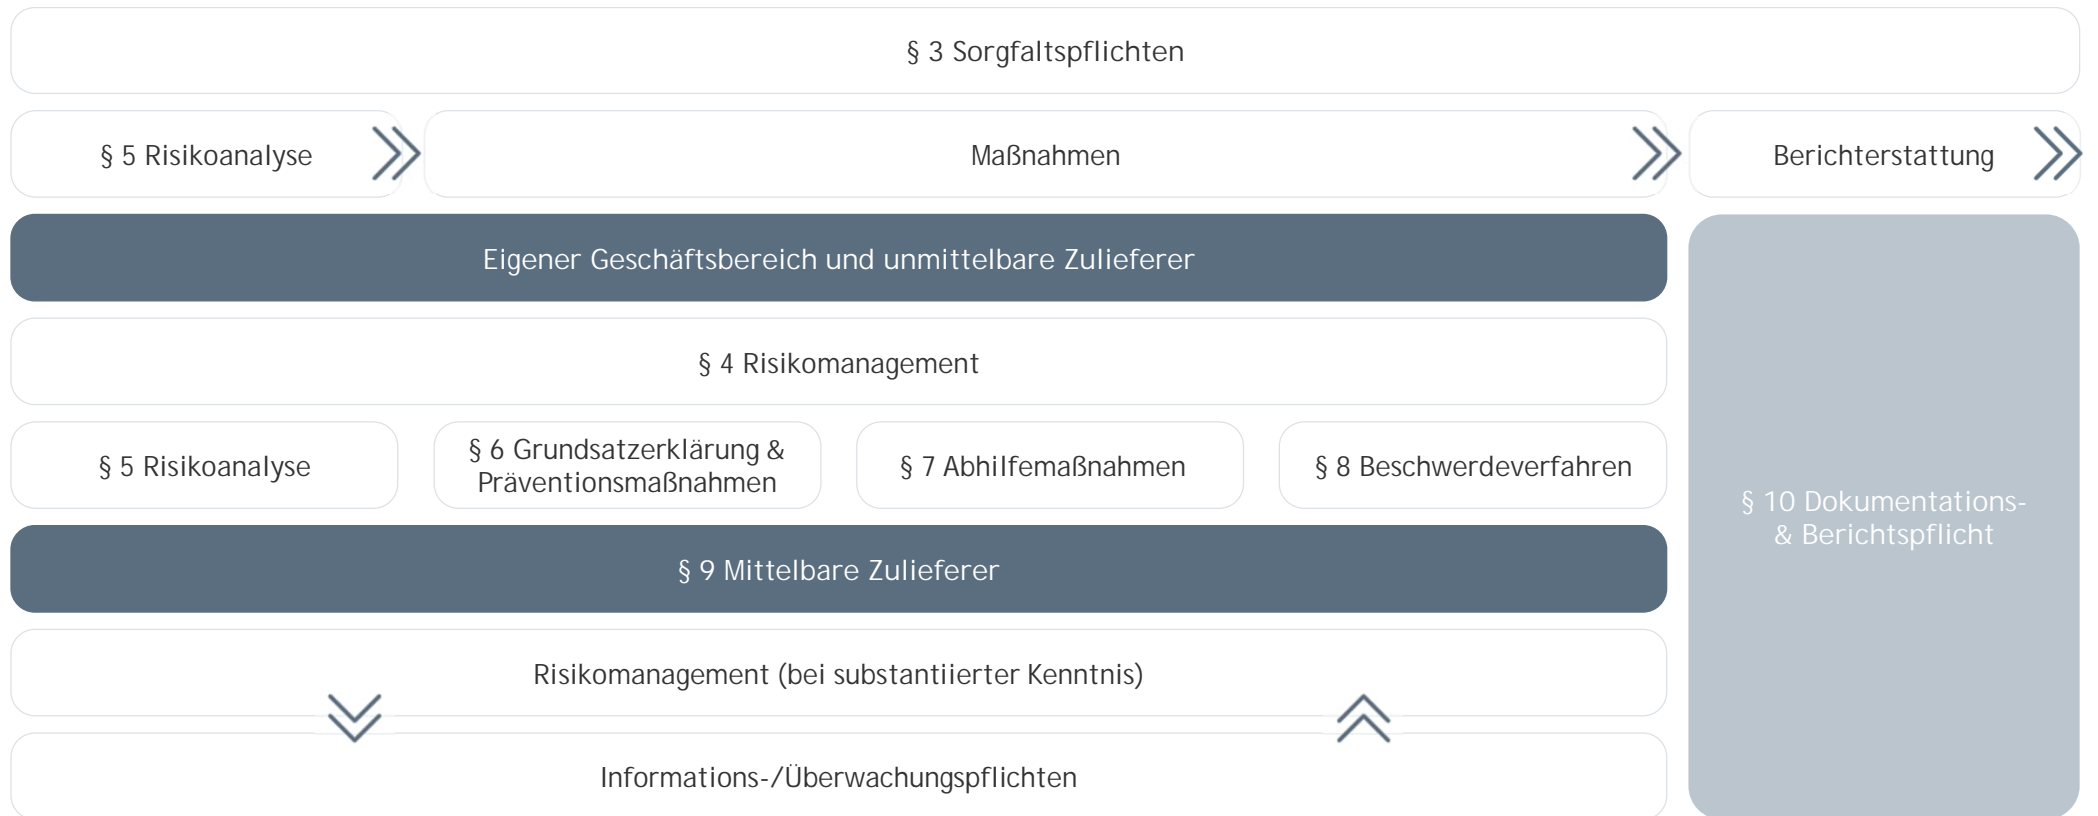 § 3 Sorgfaltspflichten
§ 5 Risikoanalyse
Maßnahmen
Berichterstattung
Eigener Geschäftsbereich und unmittelbare Zulieferer
§ 4 Risikomanagement
§ 5 Risikoanalyse
§ 6 Grundsatzerklärung &
Präventionsmaßnahmen
§ 7 Abhilfemaßnahmen
§ 8 Beschwerdeverfahren
§ 10 Dokumentations-
& Berichtspflicht
§ 9 Mittelbare Zulieferer
Risikomanagement (bei substantiierter Kenntnis)
Informations-/Überwachungspflichten